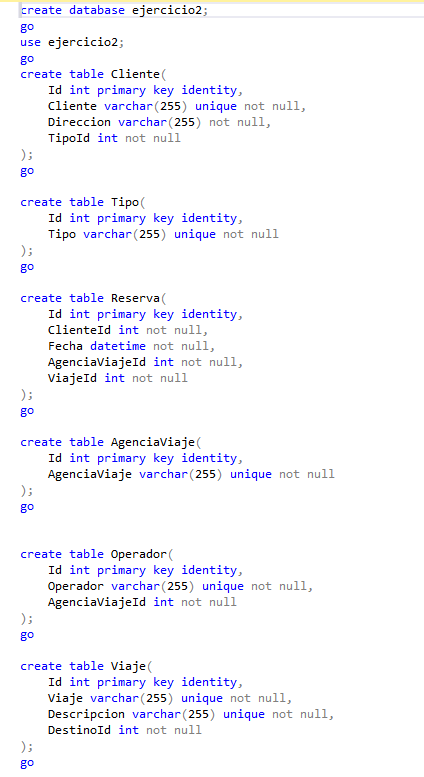 create database ejercicio2;
go
use ejercicio2;
go
create table Cliente(
    Id int primary key identity,
    Cliente varchar(255) unique not null,
    Direccion varchar(255) not null,
    TipoId int not null
);
go

create table Tipo(
    Id int primary key identity,
    Tipo varchar(255) unique not null
);
go

create table Reserva(
    Id int primary key identity,
    ClienteId int not null,
    Fecha datetime not null,
    AgenciaViajeId int not null,
    ViajeId int not null
);
go

create table AgenciaViaje(
    Id int primary key identity,
    AgenciaViaje varchar(255) unique not null
);
go


create table Operador(
    Id int primary key identity,
    Operador varchar(255) unique not null,
    AgenciaViajeId int not null
);
go

create table Viaje(
    Id int primary key identity,
    Viaje varchar(255) unique not null,
    Descripcion varchar(255) unique not null,
    DestinoId int not null
);
go